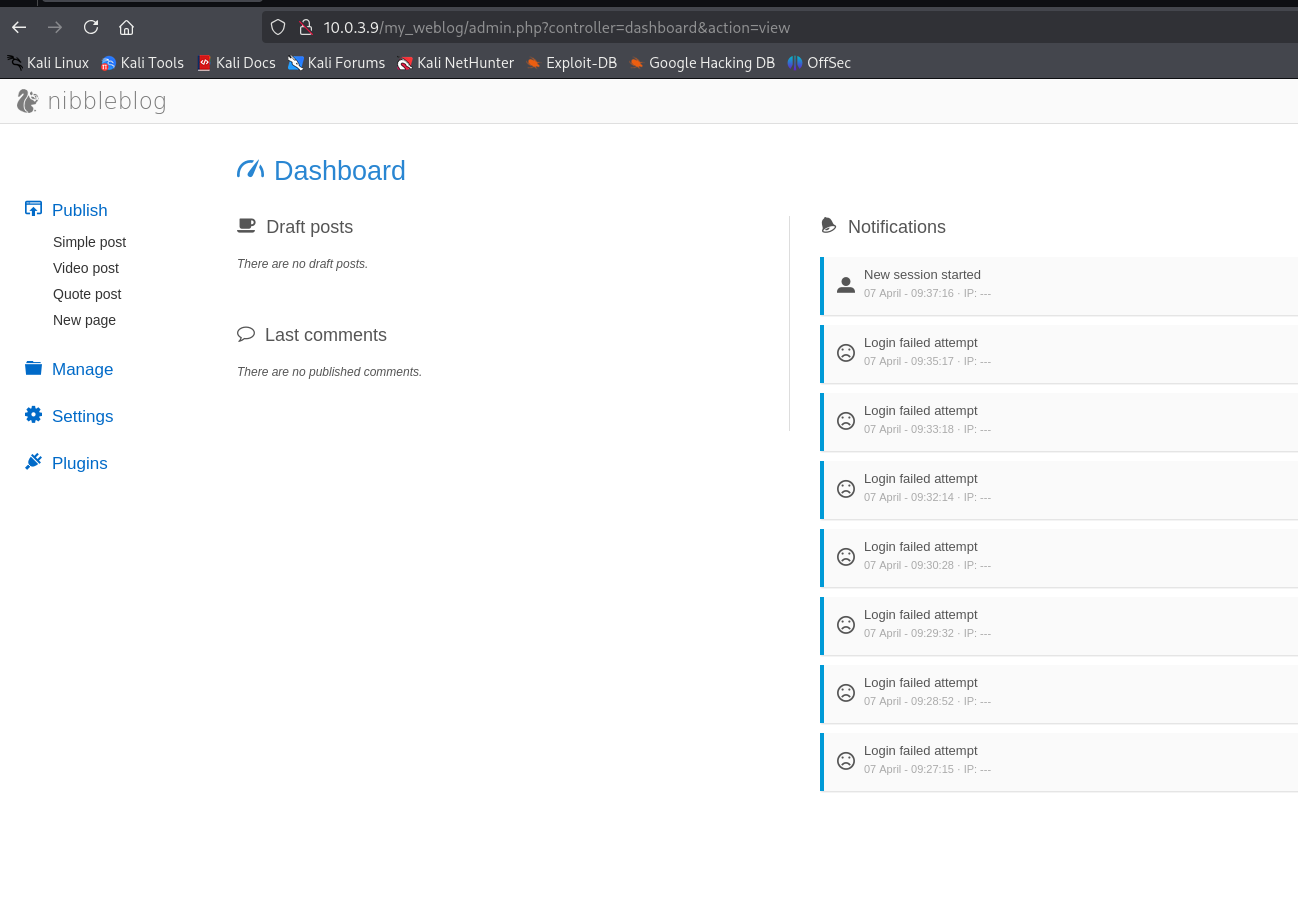 10.0.3.9/my_weblog/admin.php?controller=dashboard&action=view
Kali Linux Kali Tools Kali Docs Kali Forums Kali NetHunter Exploit-DB Google Hacking DB OffSec
nibbleblog
Dashboard
Publish
Simple post
Video post
Quote post
New page
Manage
Settings
Plugins
Draft posts
There are no draft posts.
Last comments
There are no published comments.
Notifications
New session started
07 April - 09:37:16 · IP: ---
Login failed attempt
07 April - 09:35:17 · IP: ---
Login failed attempt
07 April - 09:33:18 · IP: ---
Login failed attempt
07 April - 09:32:14 · IP: ---
Login failed attempt
07 April - 09:30:28 · IP: ---
Login failed attempt
07 April - 09:29:32 · IP: ---
Login failed attempt
07 April - 09:28:52 · IP: ---
Login failed attempt
07 April - 09:27:15 · IP: ---